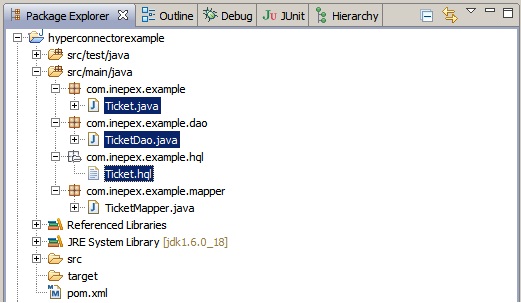 Package Explorer Outline Debug JUnit Hierarchy
hyperconnectorexample
src/test/java
src/main/java
com.inepex.example
Ticket.java
com.inepex.example.dao
TicketDao.java
com.inepex.example.hql
Ticket.hql
com.inepex.example.mapper
TicketMapper.java
Referenced Libraries
JRE System Library [jdk1.6.0_18]
src
target
pom.xml